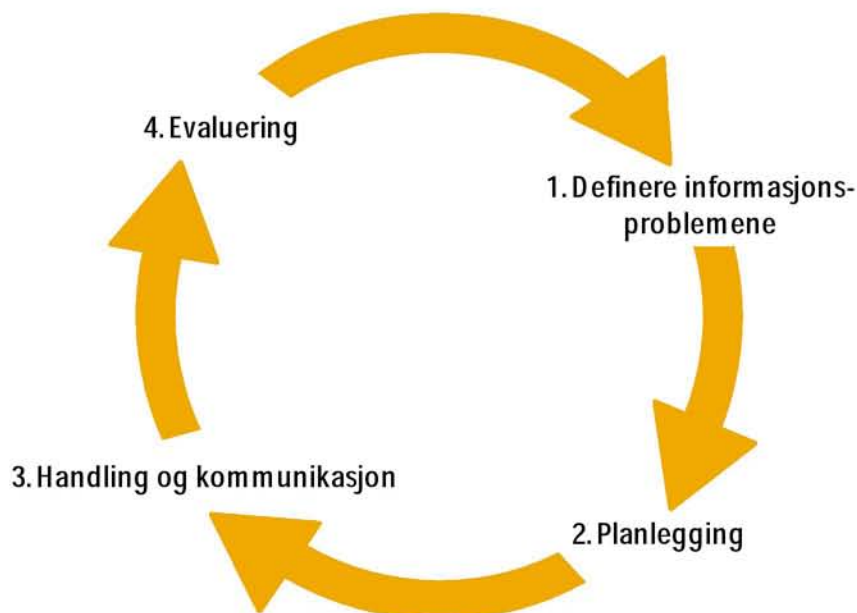 4. Evaluering
1. Definere informasjons-
problemene
3. Handling og kommunikasjon
2. Planlegging